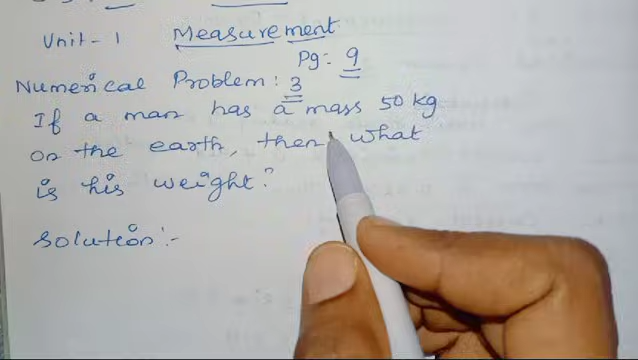 Unit - 1 Measurement
Pg:- 9
Numerical Problem: 3
If a man has a mass 50 kg
on the earth, then what
is his weight?
Solution:-